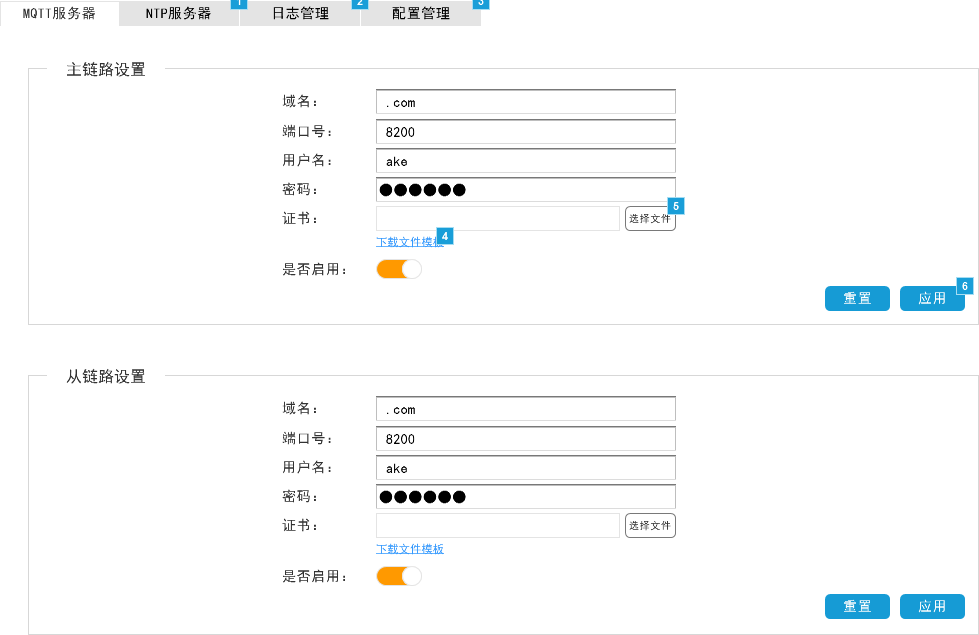 MQTT服务器 NTP服务器 1 日志管理 2 配置管理 3
主链路设置
域名： .com
端口号： 8200
用户名： ake
密码： ●●●●●●
证书： 选择文件 5
下载文件模板 4
是否启用：
重置 应用 6
从链路设置
域名： .com
端口号： 8200
用户名： ake
密码： ●●●●●●
证书： 选择文件
下载文件模板
是否启用：
重置 应用